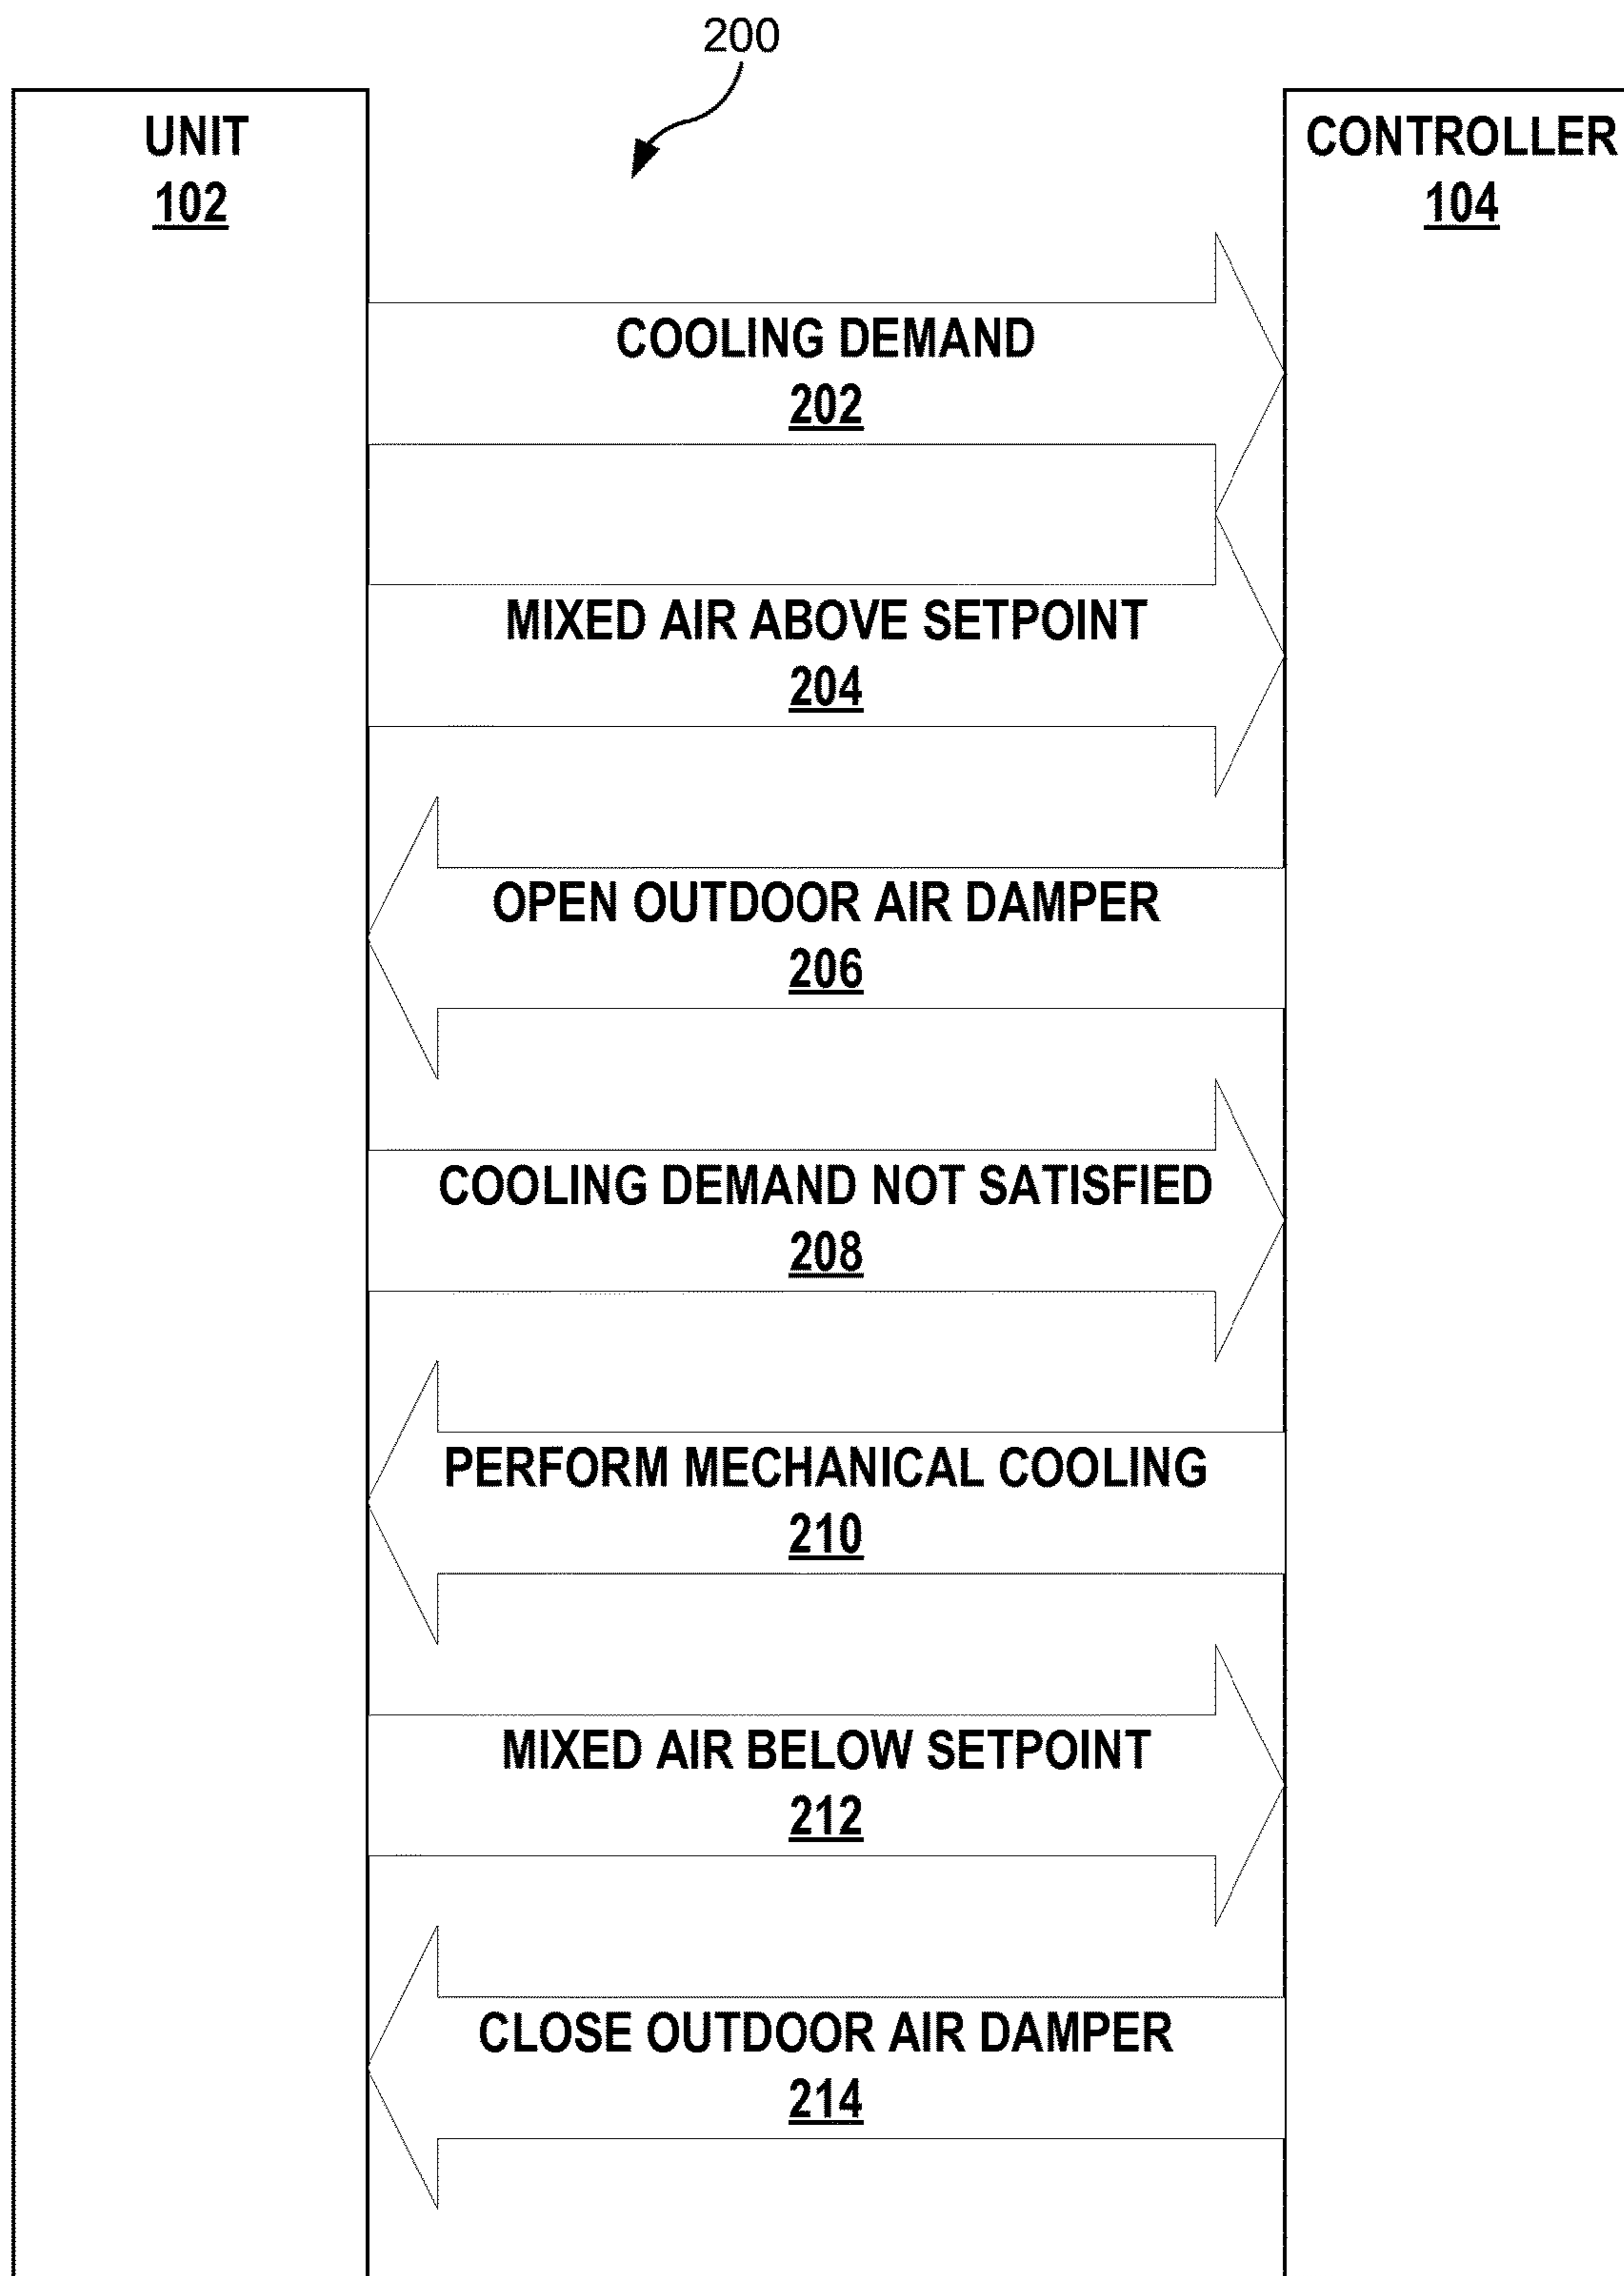 200
UNIT
102
CONTROLLER
104
COOLING DEMAND
202
MIXED AIR ABOVE SETPOINT
204
OPEN OUTDOOR AIR DAMPER
206
COOLING DEMAND NOT SATISFIED
208
PERFORM MECHANICAL COOLING
210
MIXED AIR BELOW SETPOINT
212
CLOSE OUTDOOR AIR DAMPER
214